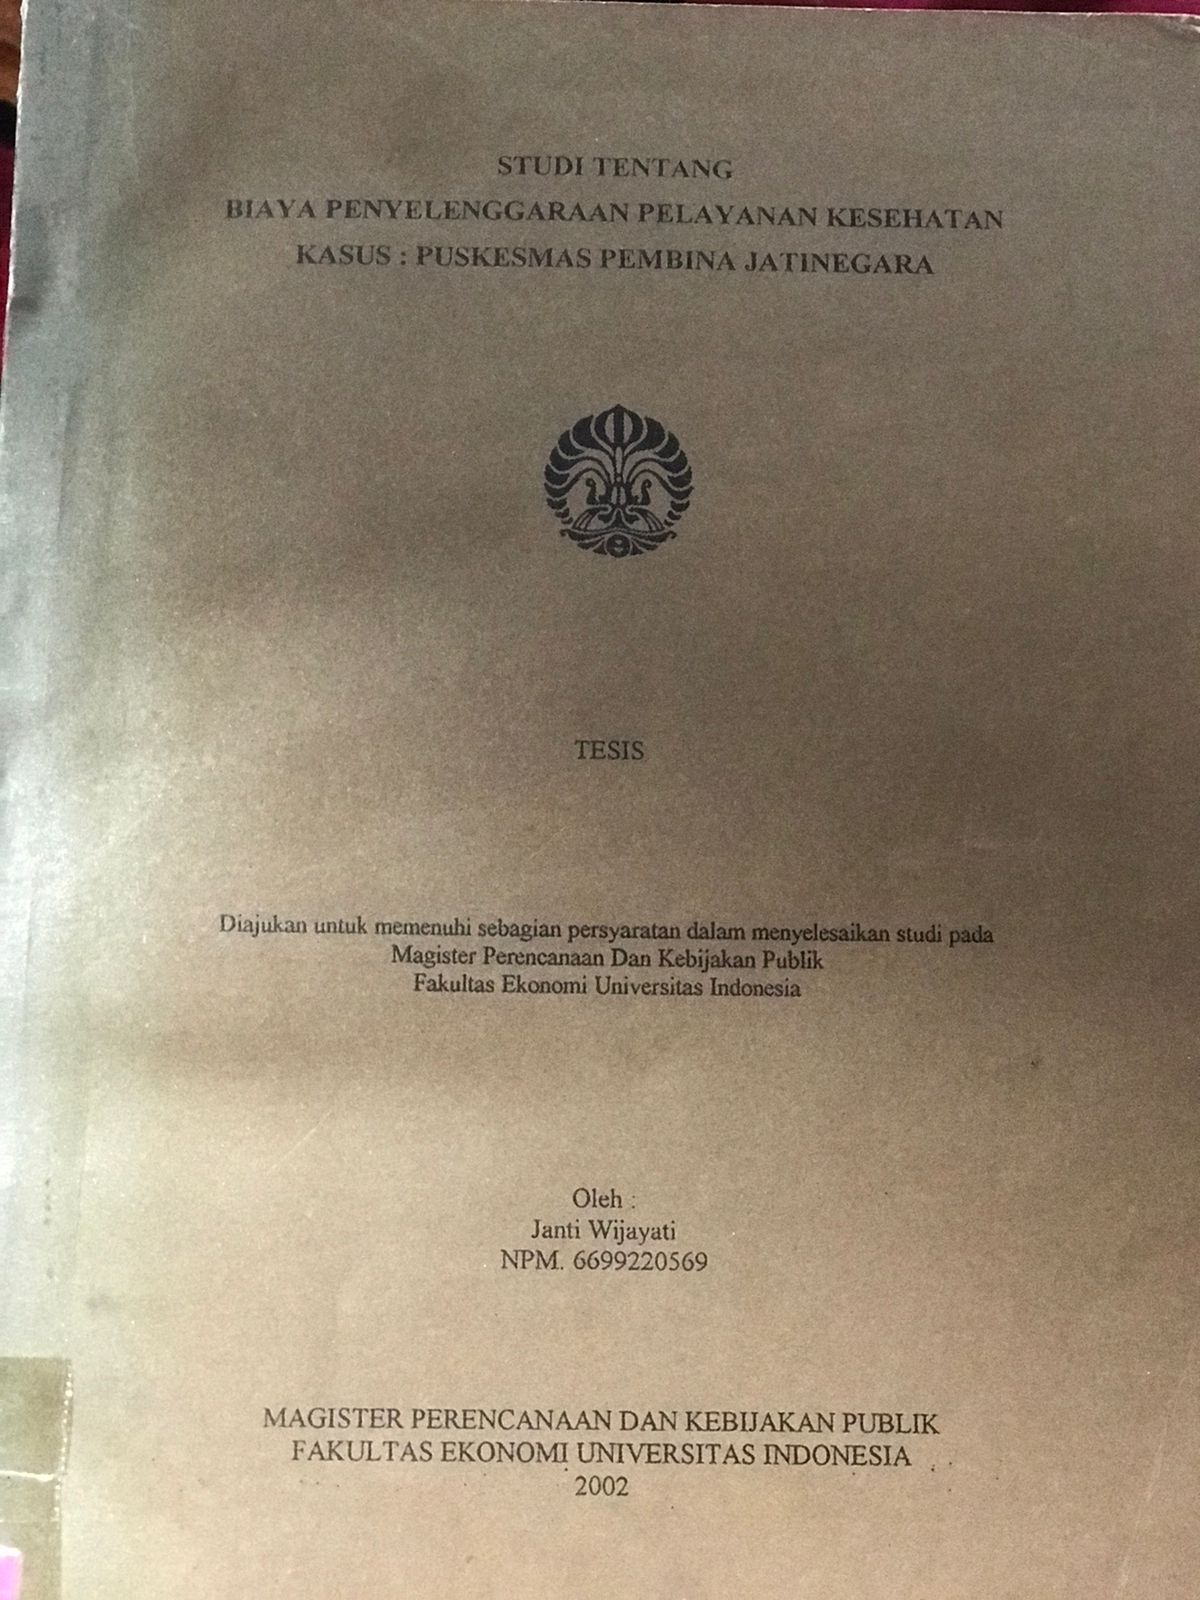 STUDI TENTANG
BIAYA PENYELENGGARAAN PELAYANAN KESEHATAN
KASUS : PUSKESMAS PEMBINA JATINEGARA
TESIS
Diajukan untuk memenuhi sebagian persyaratan dalam menyelesaikan studi pada
Magister Perencanaan Dan Kebijakan Publik
Fakultas Ekonomi Universitas Indonesia
Oleh :
Janti Wijayati
NPM. 6699220569
MAGISTER PERENCANAAN DAN KEBIJAKAN PUBLIK
FAKULTAS EKONOMI UNIVERSITAS INDONESIA
2002